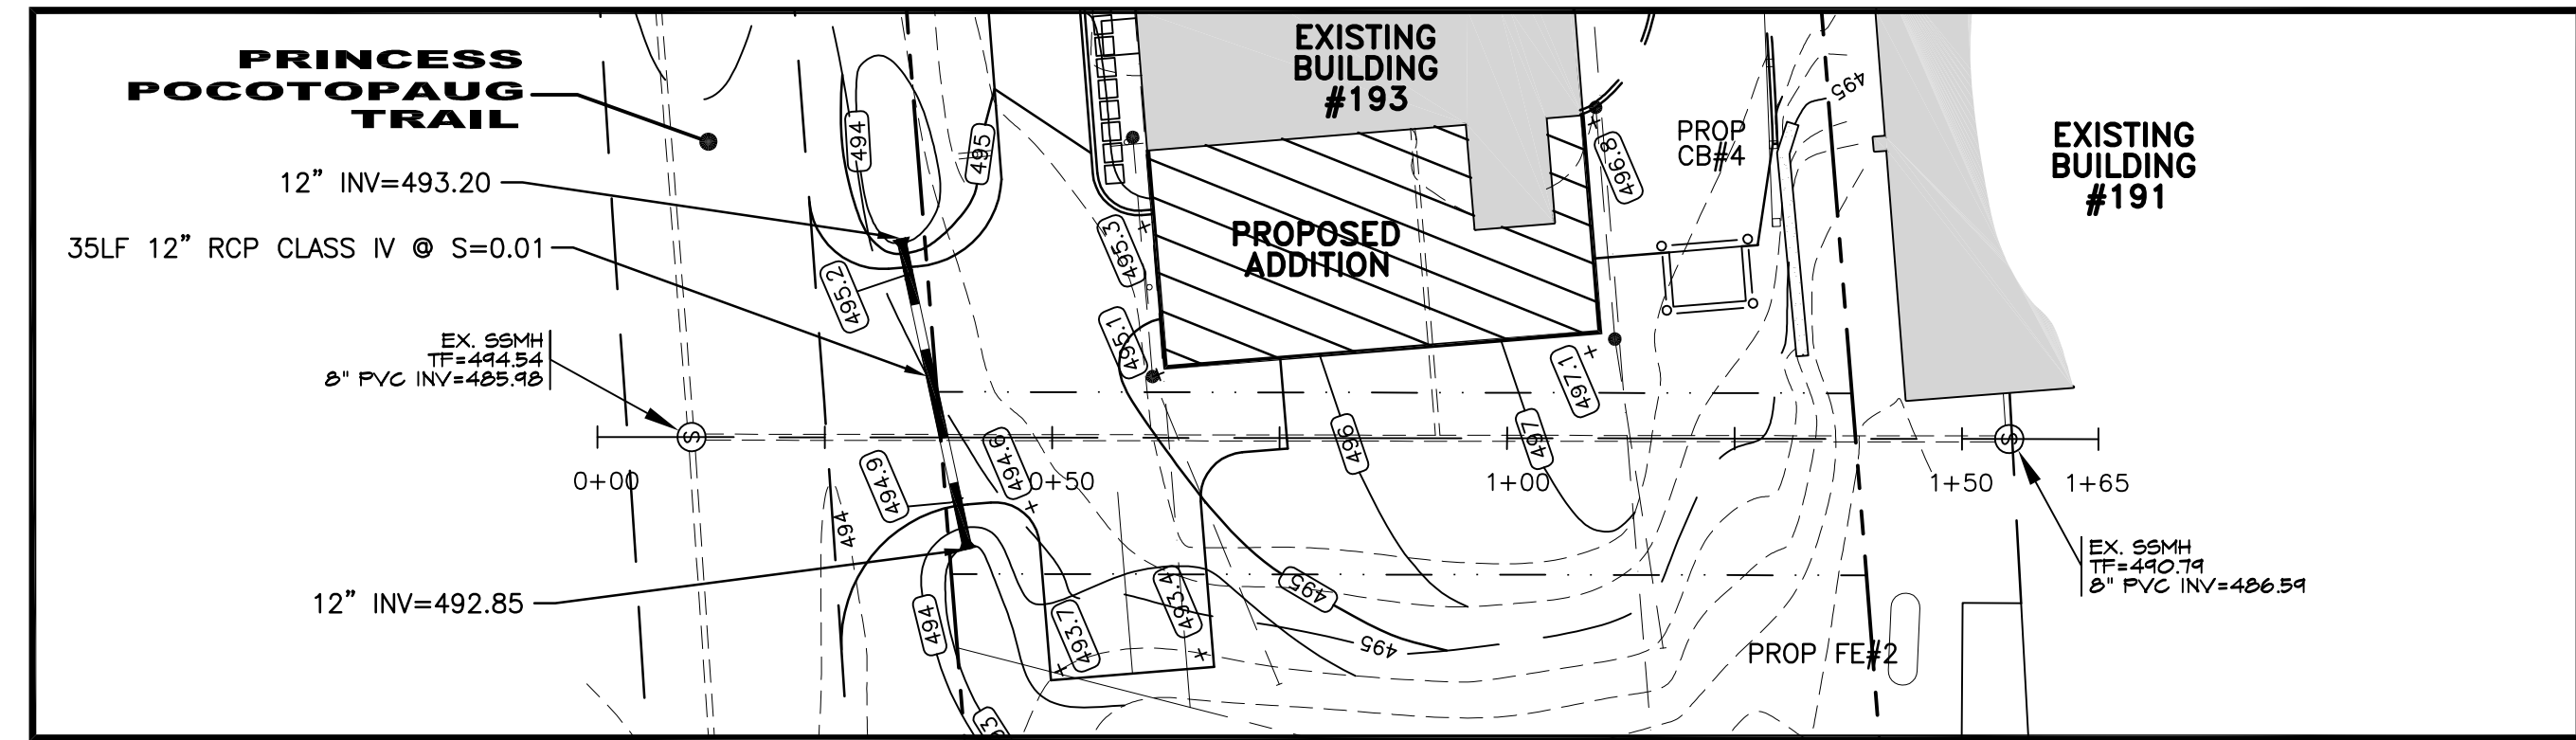 PRINCESS
POCOTOPAUG
TRAIL
12" INV=493.20
35LF 12" RCP CLASS IV @ S=0.01
EX. SSMH
TF=494.54
8" PVC INV=485.98
12" INV=492.85
EXISTING
BUILDING
#193
PROPOSED
ADDITION
PROP
CB#4
EXISTING
BUILDING
#191
494
495
495.2
495.3
495.1
496.8
497.1
495
S
494.9
494.6
496
497
S
0+00
0+50
1+00
1+50
1+65
494
494
493.7
493.4
495
495
93
PROP FE#2
EX. SSMH
TF=490.79
8" PVC INV=486.59